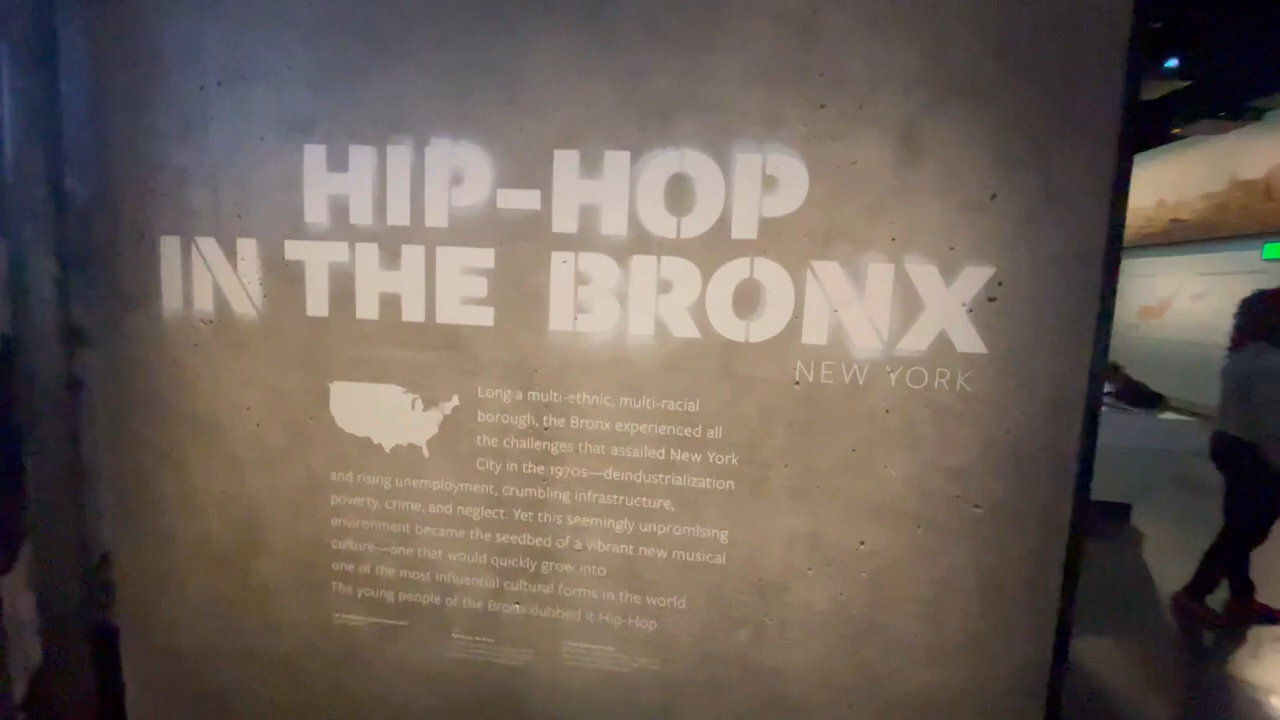 HIP-HOP
IN THE BRONX
NEW YORK
Long a multi-ethnic, multi-racial
borough, the Bronx experienced all
the challenges that assailed New York
City in the 1970s—deindustrialization
and rising unemployment, crumbling infrastructure,
poverty, crime, and neglect. Yet this seemingly unpromising
environment became the seedbed of a vibrant new musical
culture—one that would quickly grow into
one of the most influential cultural forms in the world.
The young people of the Bronx dubbed it Hip-Hop.